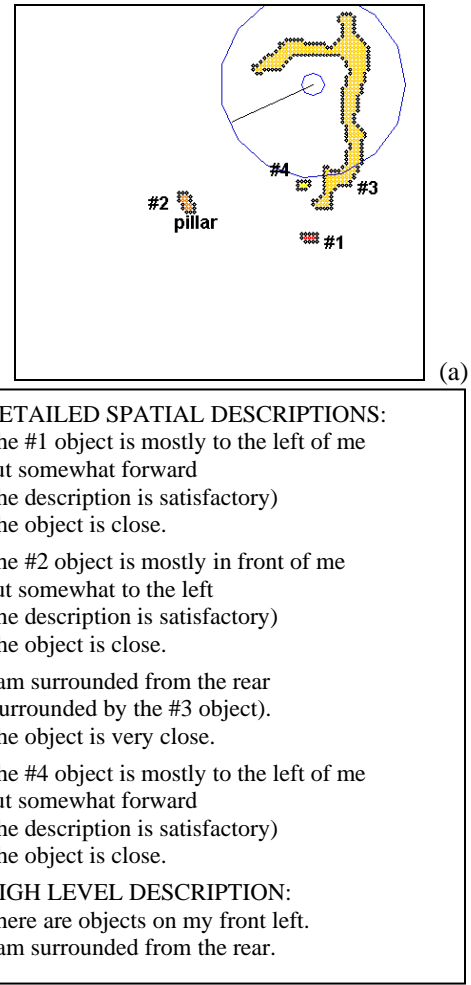 #4
#3
#2
pillar
#1
(a)
ETAILED SPATIAL DESCRIPTIONS:
he #1 object is mostly to the left of me
ut somewhat forward
he description is satisfactory)
he object is close.
he #2 object is mostly in front of me
ut somewhat to the left
he description is satisfactory)
he object is close.
am surrounded from the rear
urrounded by the #3 object).
he object is very close.
he #4 object is mostly to the left of me
ut somewhat forward
he description is satisfactory)
he object is close.
IGH LEVEL DESCRIPTION:
here are objects on my front left.
am surrounded from the rear.